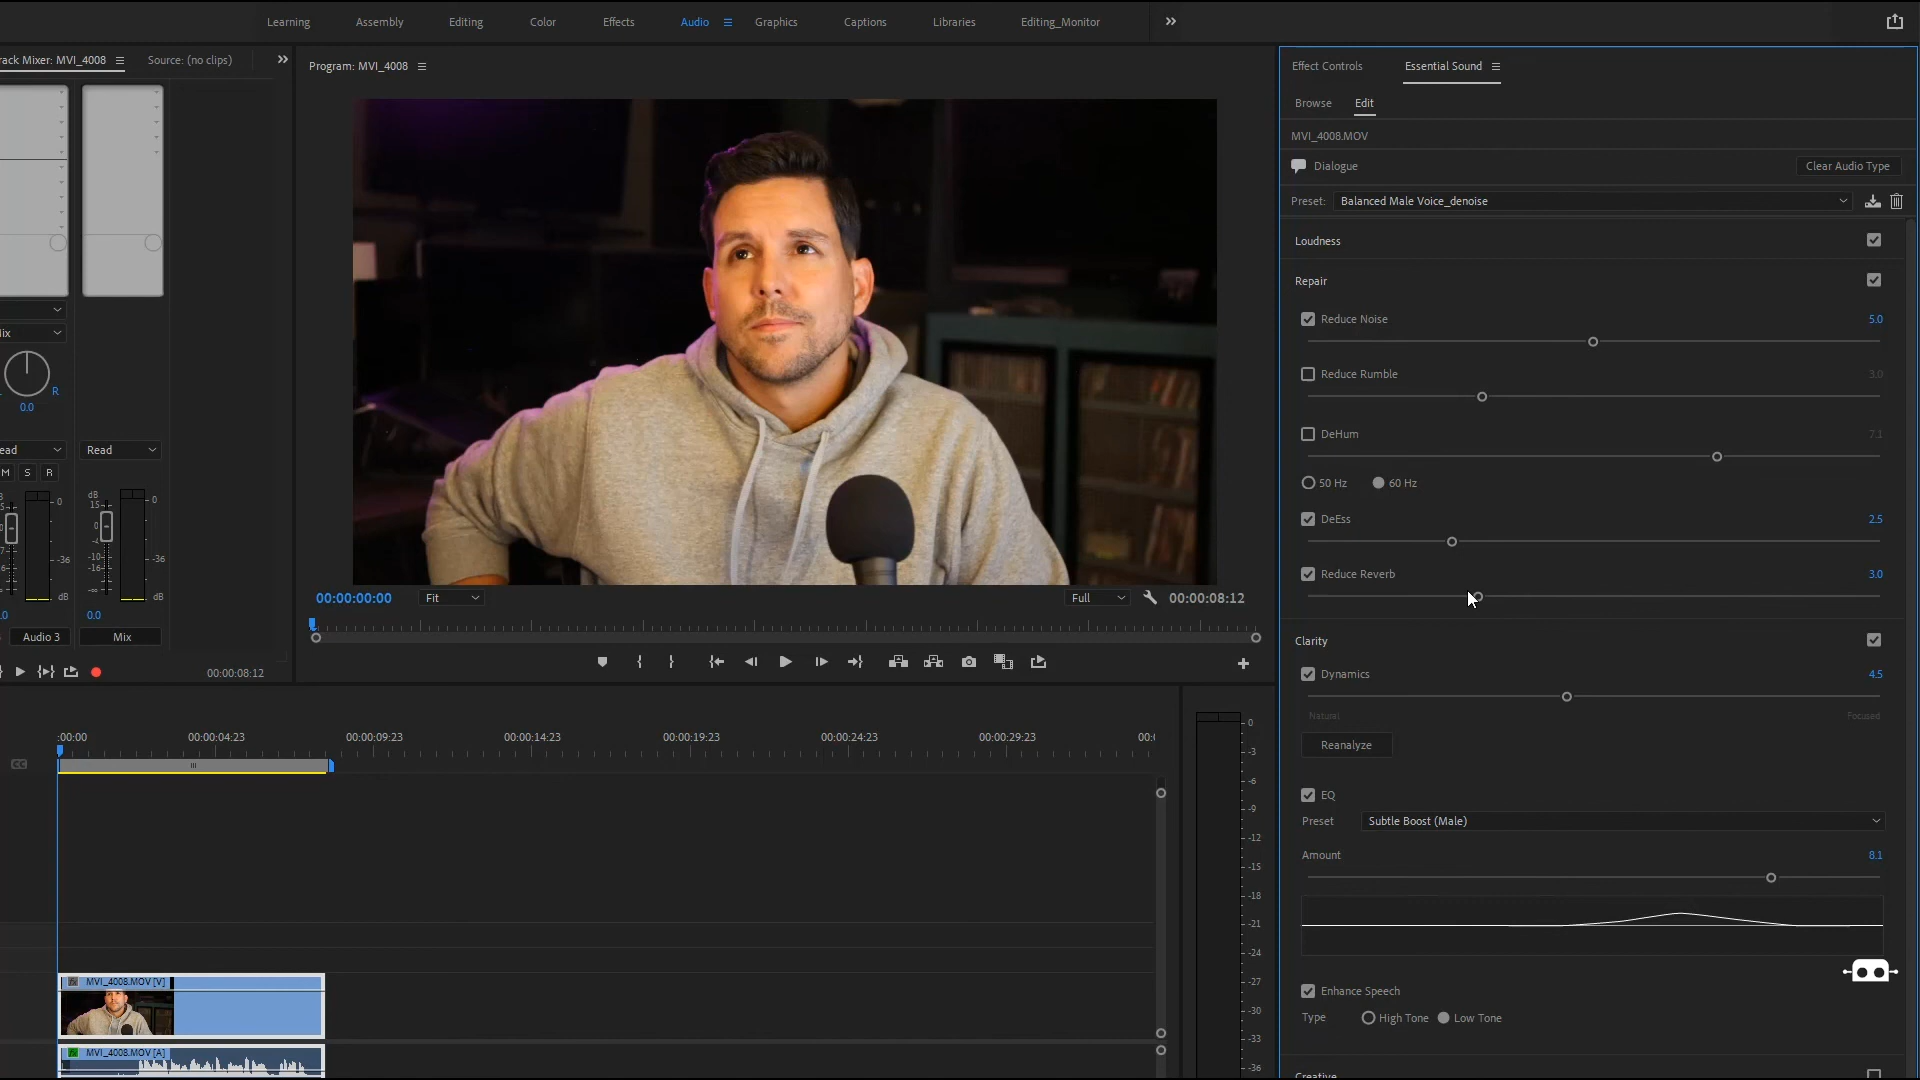 Learning Assembly Editing Color Effects Audio Graphics Captions Libraries Editing_Monitor
rack Mixer: MVI_4008 Source: (no clips)
Program: MVI_4008
Effect Controls Essential Sound
Browse Edit
MVI_4008.MOV
Dialogue Clear Audio Type
Preset: Balanced Male Voice_denoise
Loudness
Repair
Reduce Noise 5.0
Reduce Rumble 3.0
DeHum 7.1
50 Hz 60 Hz
DeEss 2.5
Reduce Reverb 3.0
Clarity
Dynamics 4.5
Natural Focused
Reanalyze
EQ
Preset Subtle Boost (Male)
Amount 8.1
Enhance Speech
Type High Tone Low Tone
Creative
lix
R
0.0
ead Read
M S R
dB
15
0
-4
-10
-16
-∞
0
-36
dB
0
-36
dB
.0 0.0
Audio 3 Mix
00:00:08:12
00:00:00:00 Fit Full 00:00:08:12
:00:00 00:00:04:23 00:00:09:23 00:00:14:23 00:00:19:23 00:00:24:23 00:00:29:23 00:0
CC
MVI_4008.MOV [V]
MVI_4008.MOV [A]
0
-3
-6
-9
-12
-15
-18
-21
-24
-27
-30
-33
-36